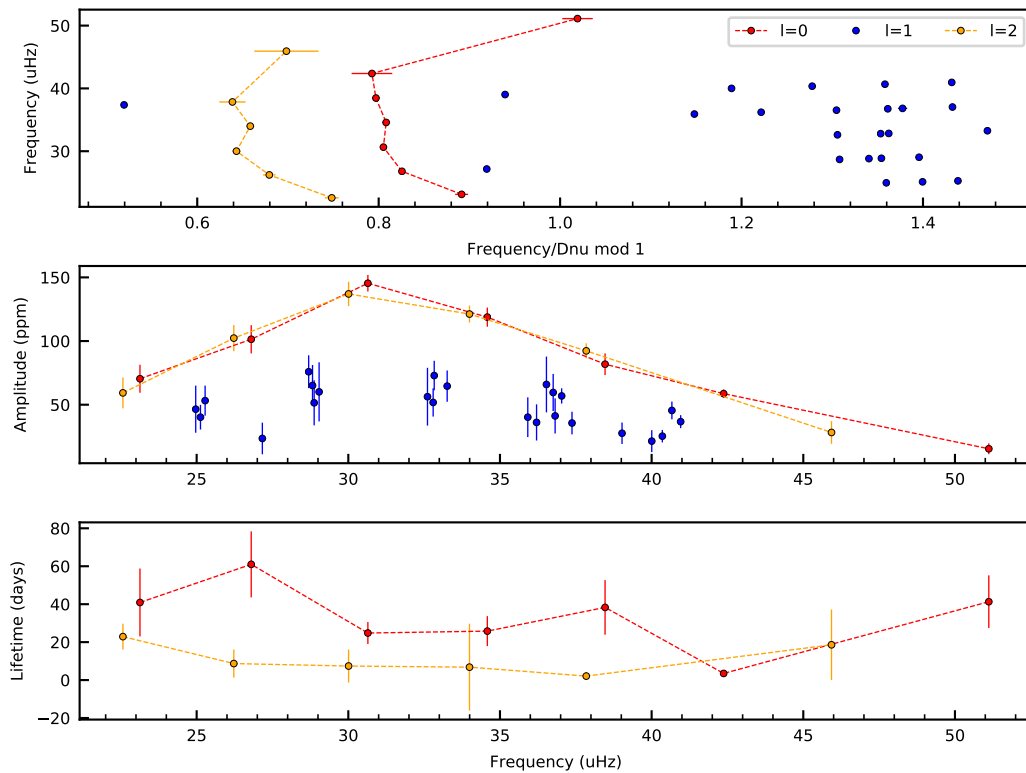 l=0 l=1 l=2
Frequency (uHz)
50
40
30
0.6 0.8 1.0 1.2 1.4
Frequency/Dnu mod 1
Amplitude (ppm)
150
100
50
25 30 35 40 45 50
Lifetime (days)
80
60
40
20
0
−20
25 30 35 40 45 50
Frequency (uHz)